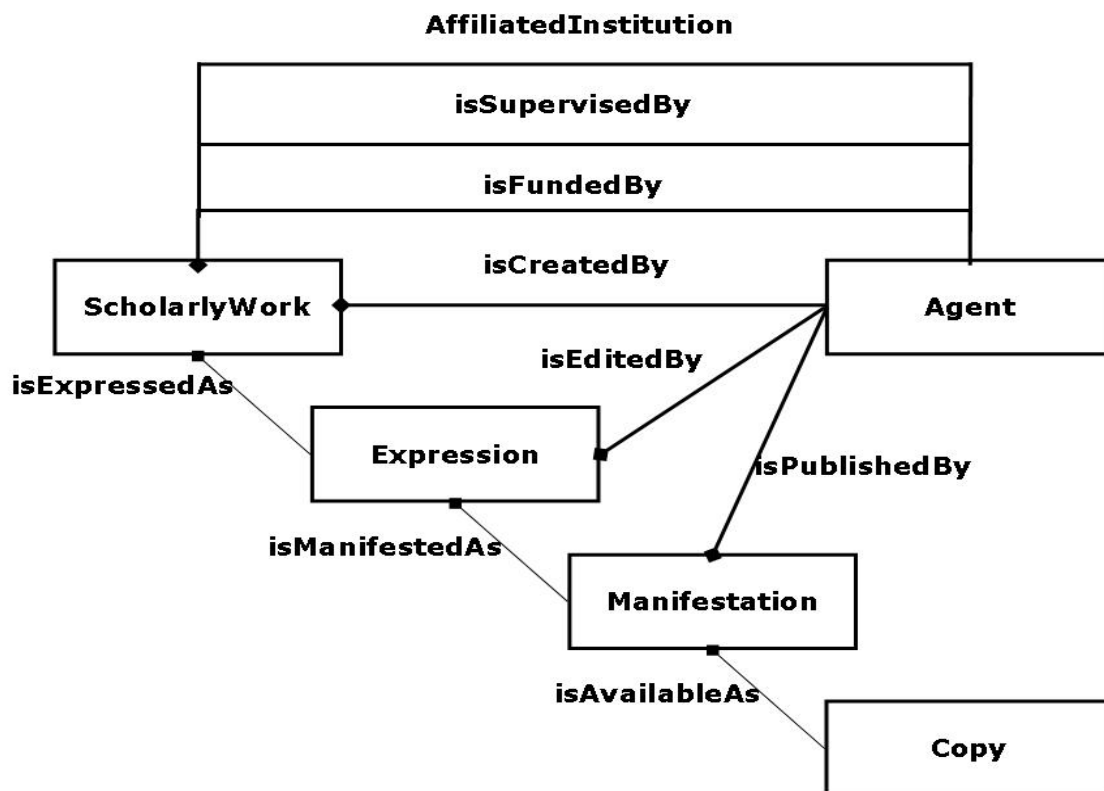 AffiliatedInstitution
isSupervisedBy
isFundedBy
isCreatedBy
ScholarlyWork
Agent
isEditedBy
isExpressedAs
Expression
isPublishedBy
isManifestedAs
Manifestation
isAvailableAs
Copy